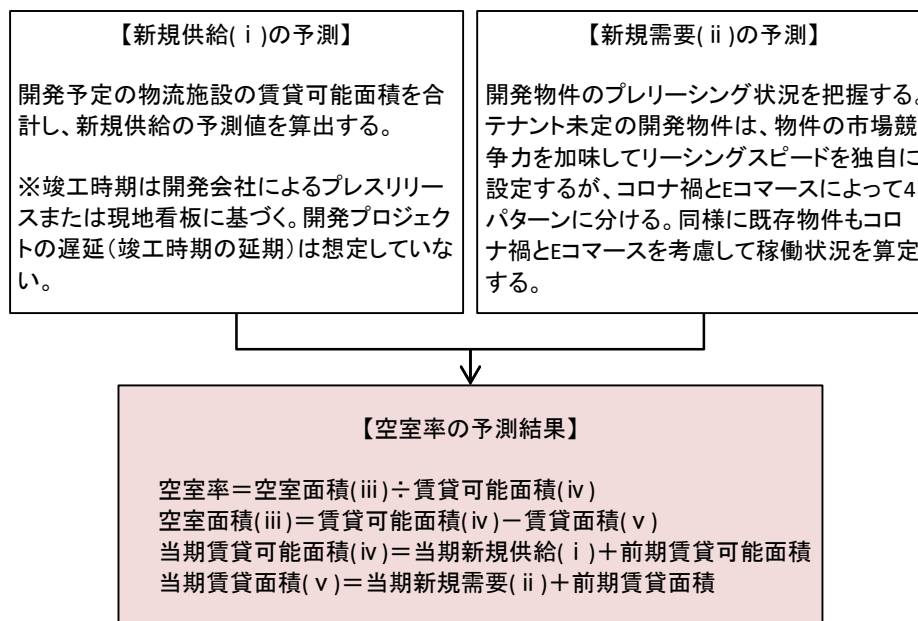 【新規供給(ⅰ)の予測】
開発予定の物流施設の賃貸可能面積を合
計し、新規供給の予測値を算出する。
※竣工時期は開発会社によるプレスリリー
スまたは現地看板に基づく。開発プロジェク
トの遅延(竣工時期の延期)は想定していな
い。
【新規需要(ⅱ)の予測】
開発物件のプレリーシング状況を把握する。
テナント未定の開発物件は、物件の市場競
争力を加味してリーシングスピードを独自に
設定するが、コロナ禍とEコマースによって4
パターンに分ける。同様に既存物件もコロ
ナ禍とEコマースを考慮して稼働状況を算定
する。
【空室率の予測結果】
空室率=空室面積(ⅲ)÷賃貸可能面積(ⅳ)
空室面積(ⅲ)=賃貸可能面積(ⅳ)-賃貸面積(ⅴ)
当期賃貸可能面積(ⅳ)=当期新規供給(ⅰ)+前期賃貸可能面積
当期賃貸面積(ⅴ)=当期新規需要(ⅱ)+前期賃貸面積